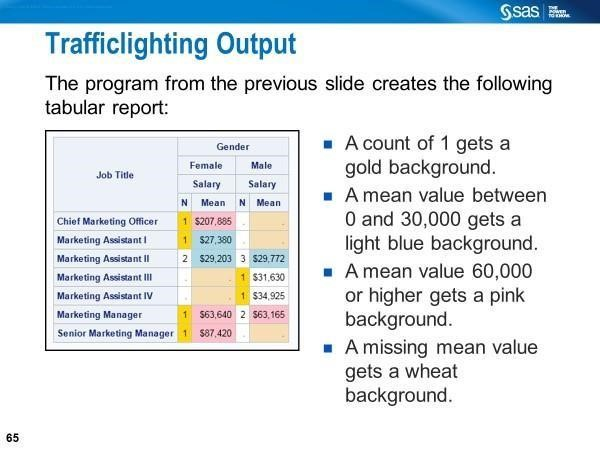 sas THE POWER TO KNOW.
Trafficlighting Output
The program from the previous slide creates the following
tabular report:
Job Title Gender
Female Male
Salary Salary
N Mean N Mean
Chief Marketing Officer 1 $207,885 . .
Marketing Assistant I 1 $27,380 . .
Marketing Assistant II 2 $29,203 3 $29,772
Marketing Assistant III . . 1 $31,630
Marketing Assistant IV . . 1 $34,925
Marketing Manager 1 $63,640 2 $63,165
Senior Marketing Manager 1 $87,420 . .
A count of 1 gets a
gold background.
A mean value between
0 and 30,000 gets a
light blue background.
A mean value 60,000
or higher gets a pink
background.
A missing mean value
gets a wheat
background.
65